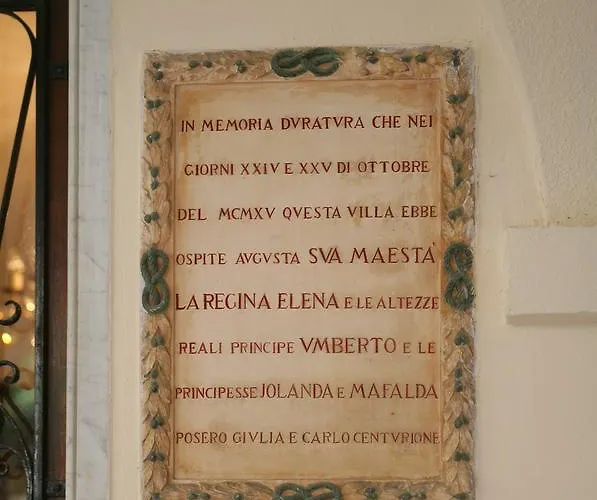 IN MEMORIA DVRATVRA CHE NEI
GIORNI XXIV E XXV DI OTTOBRE
DEL MCMXV QVESTA VILLA EBBE
OSPITE AVGVSTA SVA MAESTA'
LA REGINA ELENA E LE ALTEZZE
REALI PRINCIPE VMBERTO E LE
PRINCIPESSE JOLANDA E MAFALDA
POSERO GIVLIA E CARLO CENTVRIONE